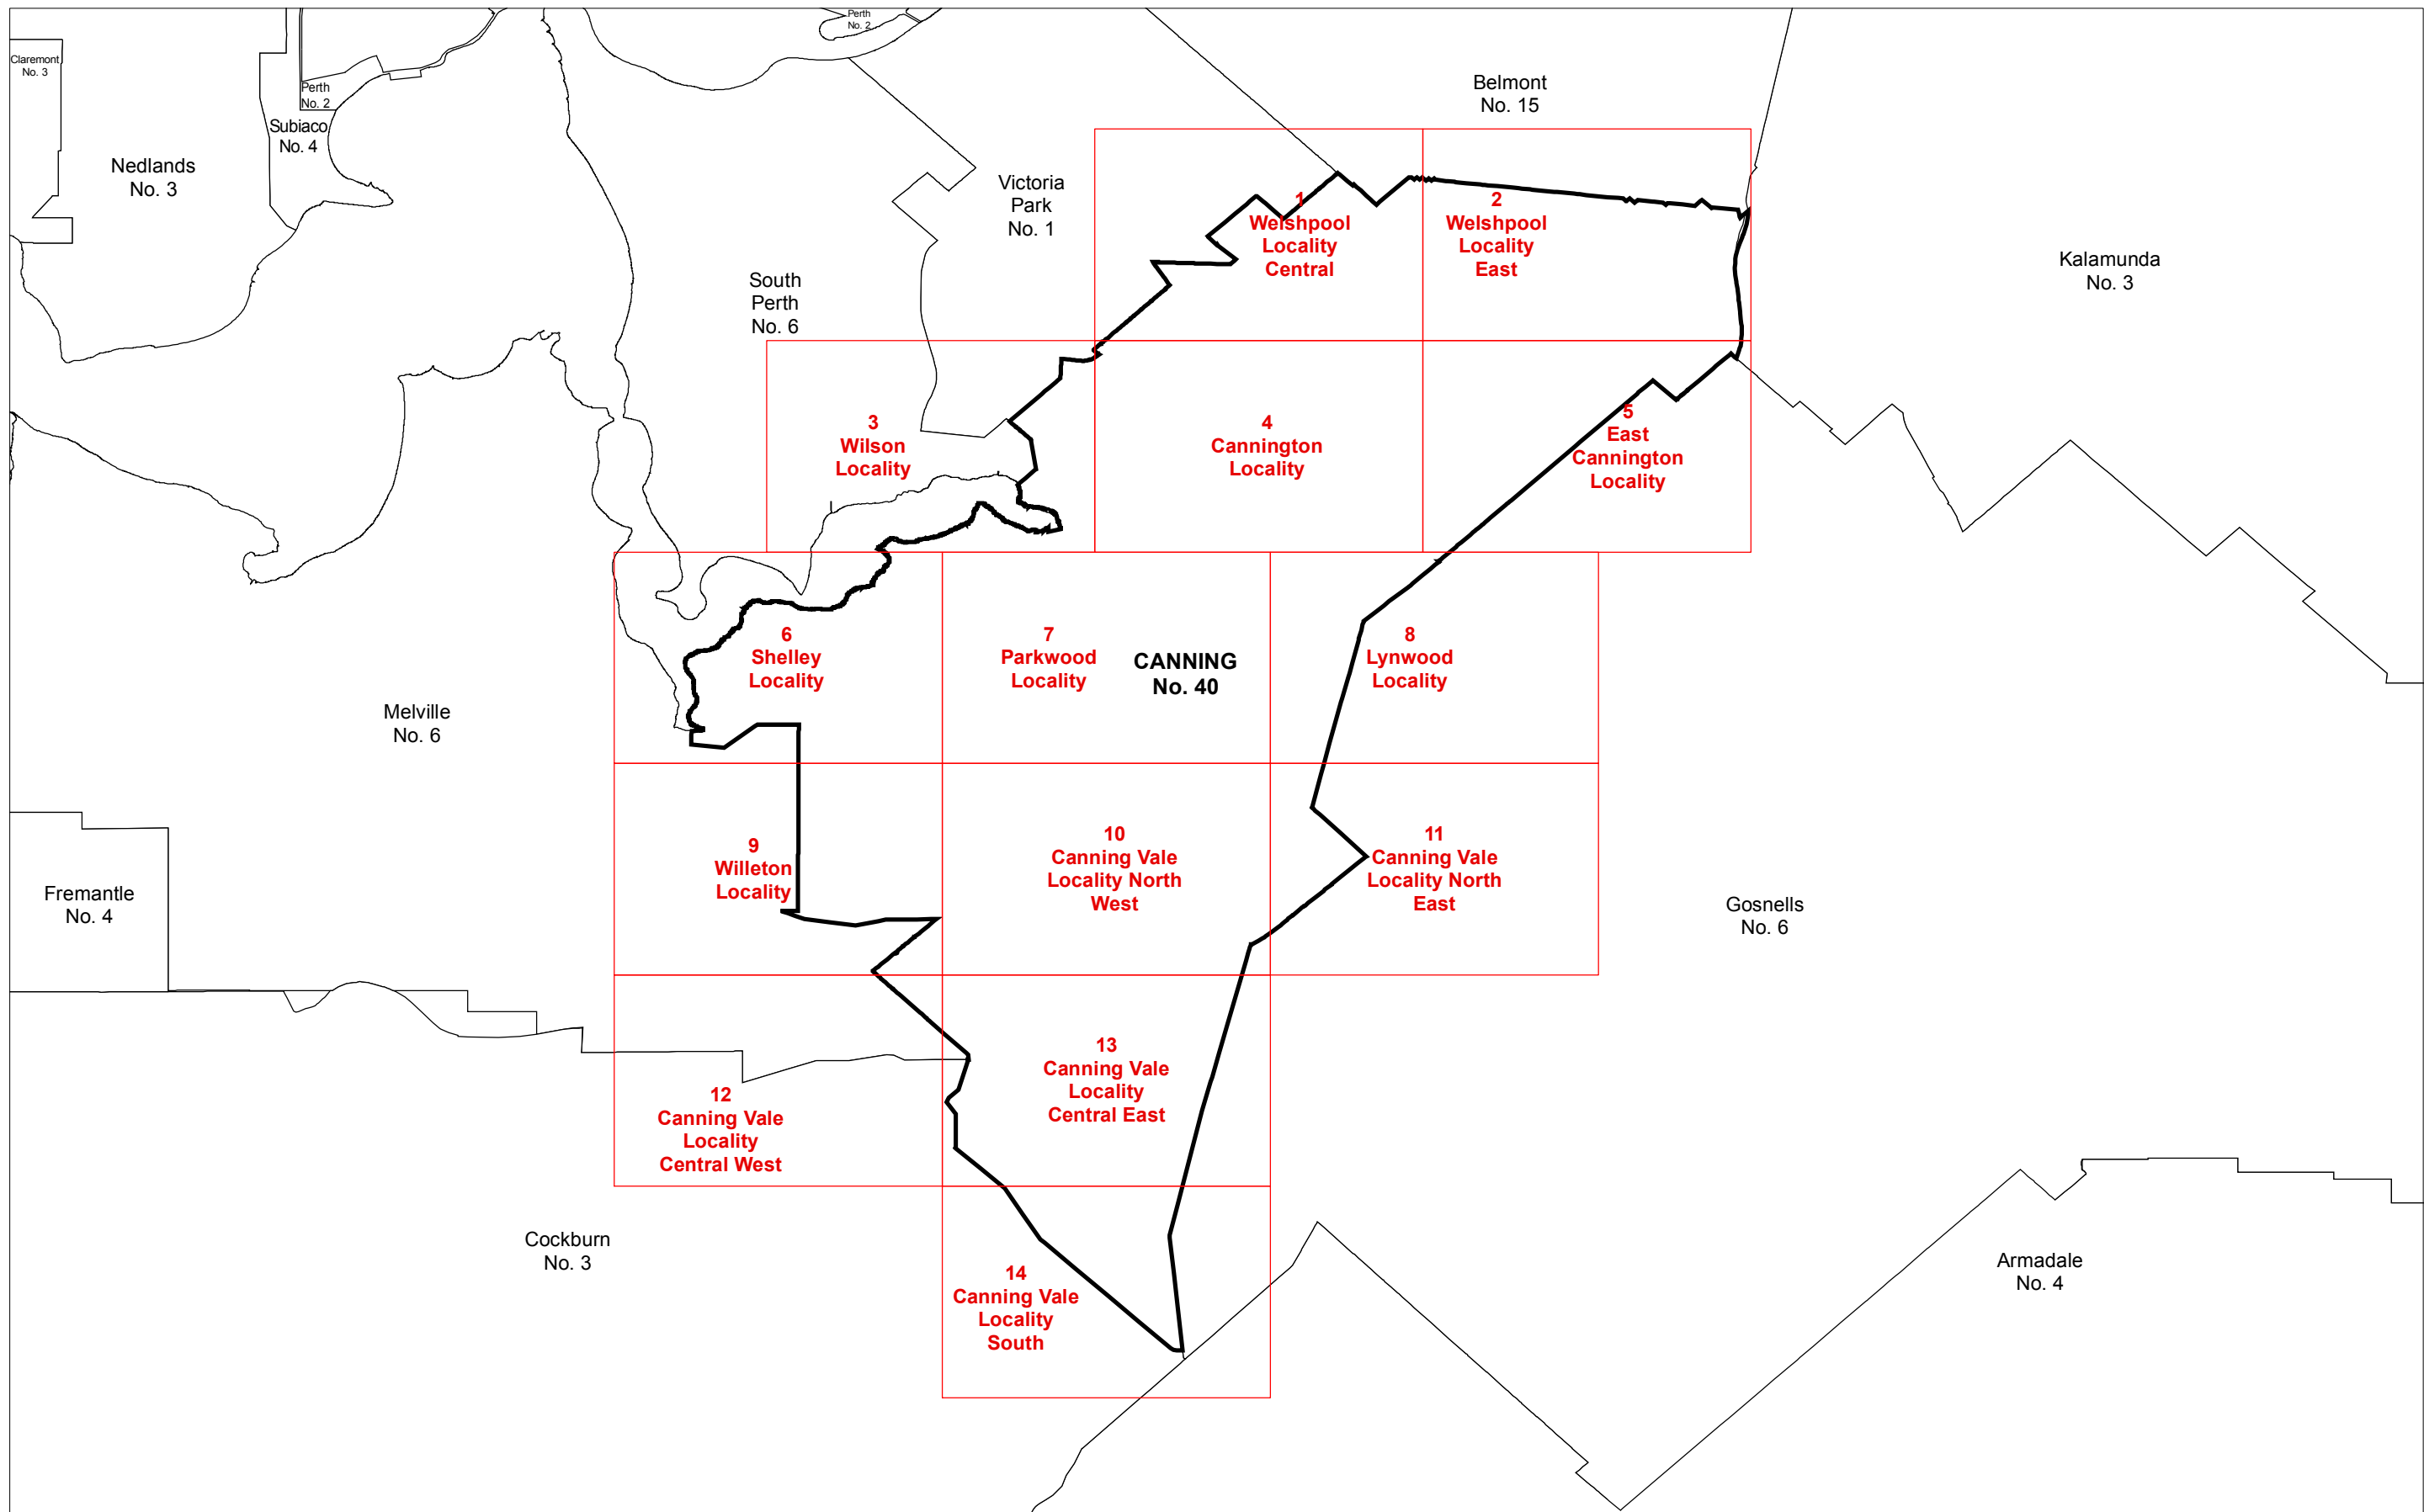 Perth
No. 2
Claremont
No. 3
Perth
No. 2
Subiaco
No. 4
Nedlands
No. 3
Belmont
No. 15
Victoria
Park
No. 1
South
Perth
No. 6
Kalamunda
No. 3
1
Welshpool
Locality
Central
2
Welshpool
Locality
East
3
Wilson
Locality
4
Cannington
Locality
5
East
Cannington
Locality
6
Shelley
Locality
7
Parkwood
Locality
CANNING
No. 40
8
Lynwood
Locality
Melville
No. 6
9
Willeton
Locality
10
Canning Vale
Locality North
West
11
Canning Vale
Locality North
East
Fremantle
No. 4
Gosnells
No. 6
12
Canning Vale
Locality
Central West
13
Canning Vale
Locality
Central East
Cockburn
No. 3
14
Canning Vale
Locality
South
Armadale
No. 4